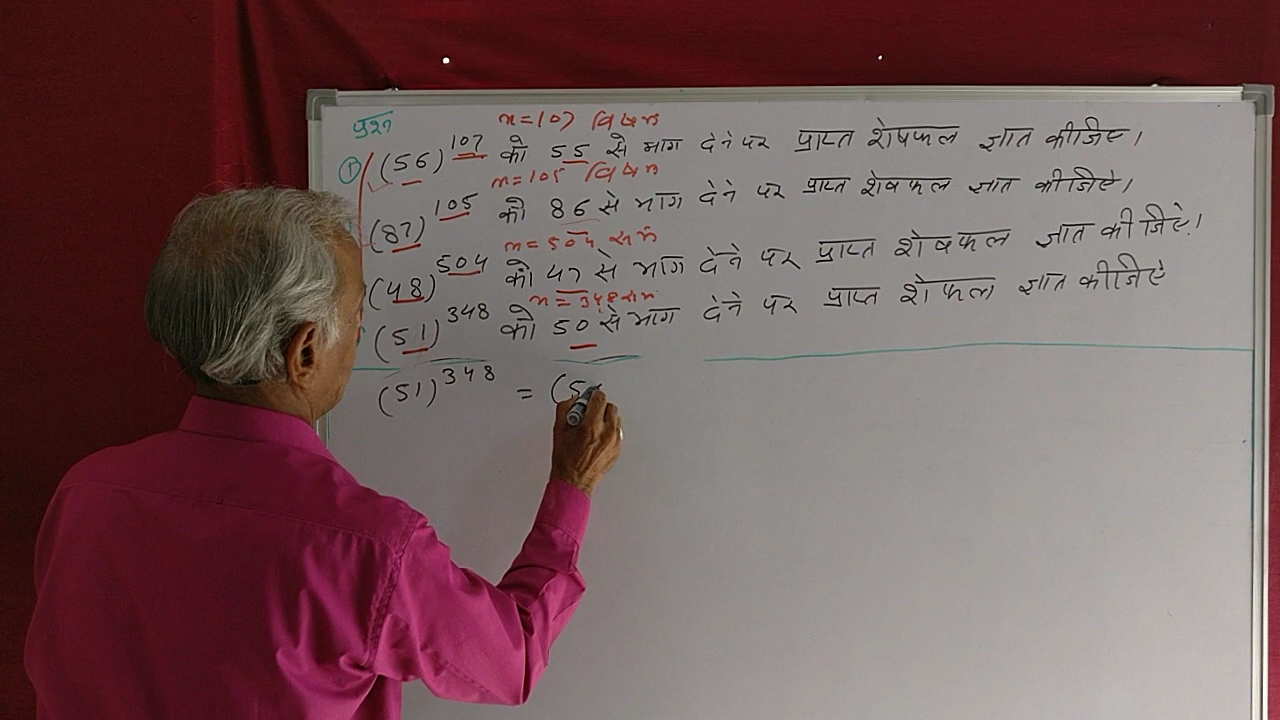 प्रश्न
n=107 विषम
① (56)^107 को 55 से भाग देने पर प्राप्त शेषफल ज्ञात कीजिए।
n=105 विषम
(87)^105 को 86 से भाग देने पर प्राप्त शेषफल ज्ञात कीजिए।
n=504 सम
(48)^504 को 47 से भाग देने पर प्राप्त शेषफल ज्ञात कीजिए।
n=348 सम
(51)^348 को 50 से भाग देने पर प्राप्त शेफल ज्ञात कीजिए
(51)^348 = (5